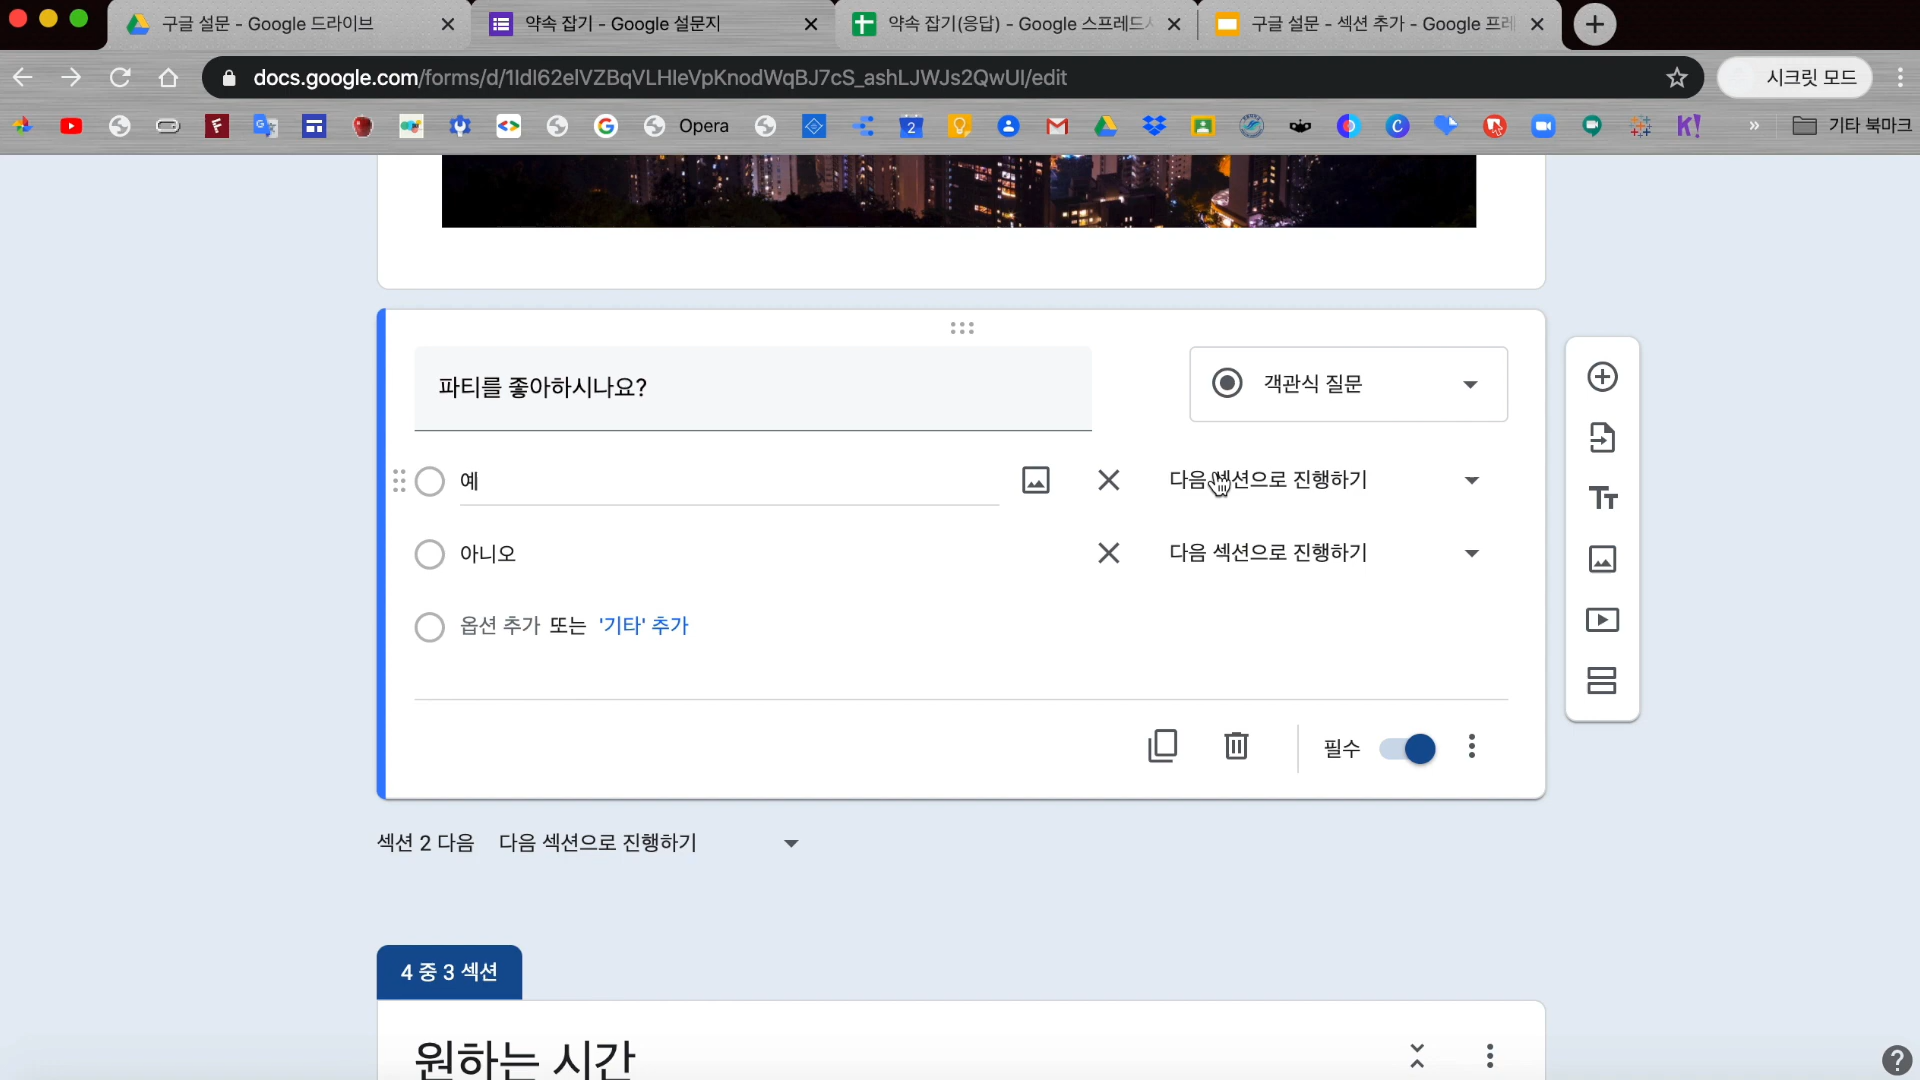 구글 설문 - Google 드라이브
약속 잡기 - Google 설문지
약속 잡기(응답) - Google 스프레드
구글 설문 - 섹션 추가 - Google 프레
docs.google.com/forms/d/1IdI62eIVZBqVLHIeVpKnodWqBJ7cS_ashLJWJs2QwUI/edit
시크릿 모드
Opera
기타 북마크
파티를 좋아하시나요?
객관식 질문
예
다음 섹션으로 진행하기
아니오
다음 섹션으로 진행하기
옵션 추가 또는 '기타' 추가
필수
섹션 2 다음 다음 섹션으로 진행하기
4 중 3 섹션
원하는 시간